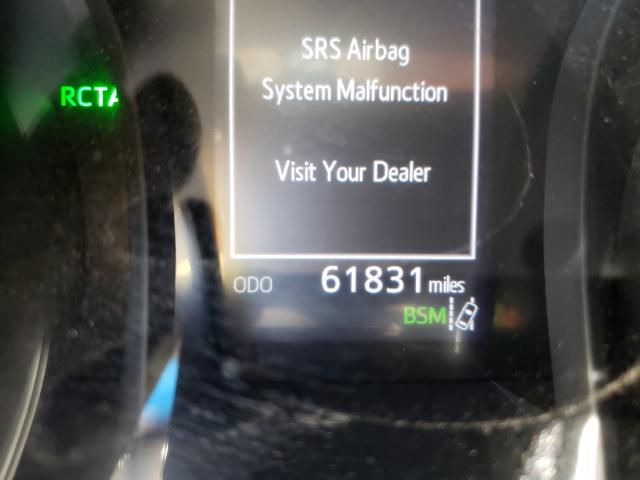 SRS Airbag
System Malfunction
Visit Your Dealer
RCTA
ODO 61831 miles
BSM